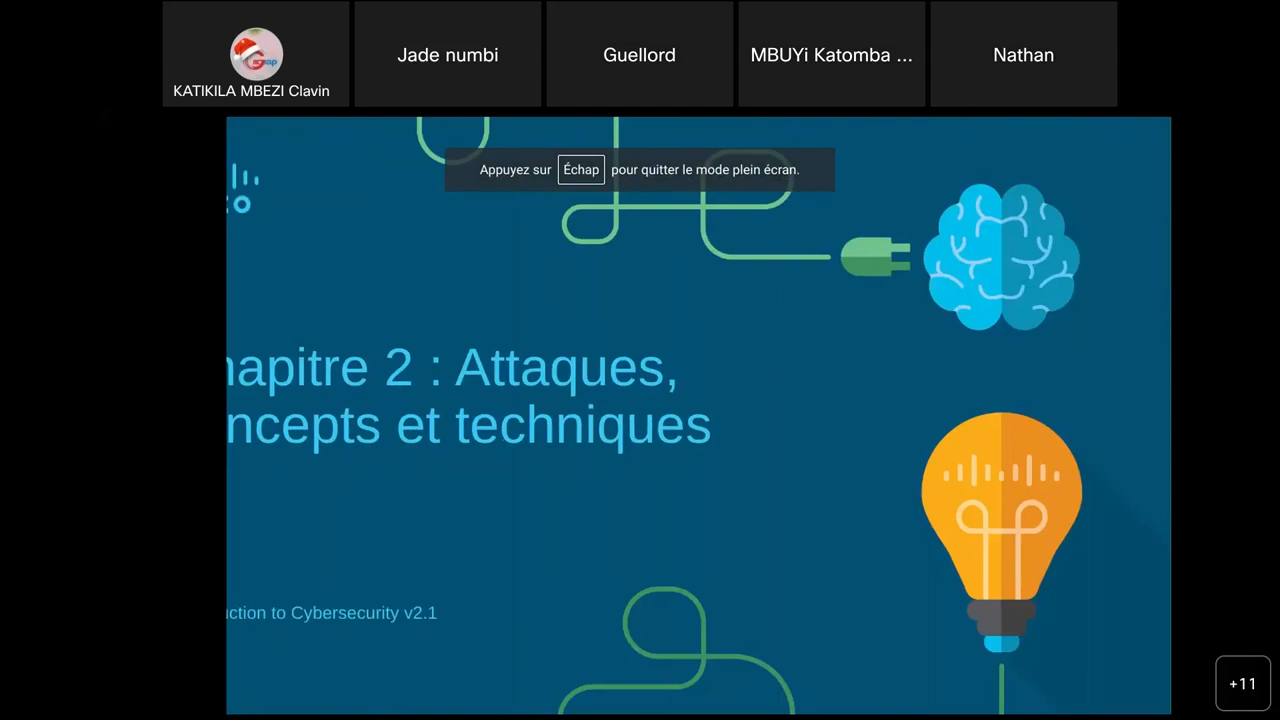 KATIKILA MBEZI Clavin
Jade numbi
Guellord
MBUYi Katomba ...
Nathan
Appuyez sur Échap pour quitter le mode plein écran.
hapitre 2 : Attaques,
ncepts et techniques
uction to Cybersecurity v2.1
+11